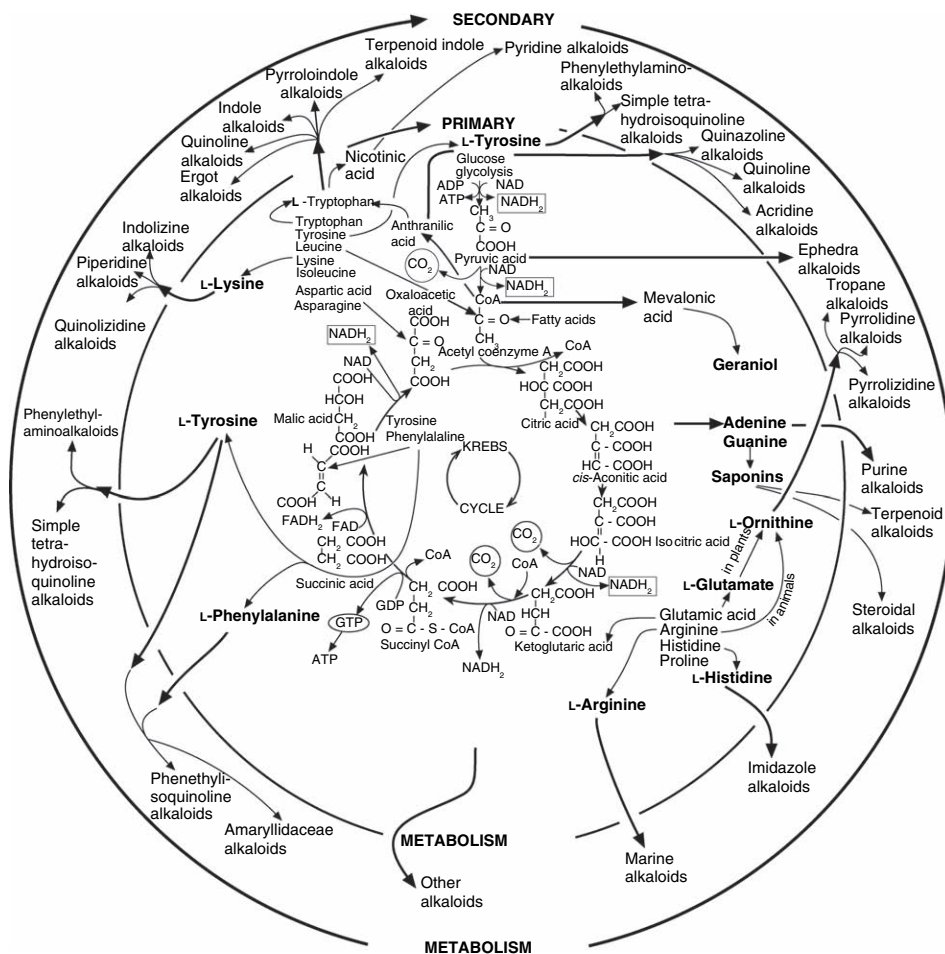 SECONDARY
Terpenoid indole
alkaloids
Pyridine alkaloids
Pyrroloindole
alkaloids
Phenylethylamino-
alkaloids
Indole
alkaloids
Simple tetra-
hydroisoquinoline
alkaloids
Quinoline
alkaloids
PRIMARY
L-Tyrosine
Quinazoline
alkaloids
Ergot
alkaloids
Nicotinic
acid
Glucose
glycolysis
Quinoline
alkaloids
ADP
NAD
ATP
NADH2
Acridine
alkaloids
L -Tryptophan
Tryptophan
Tyrosine
Leucine
Lysine
Isoleucine
Anthranilic
acid
CH3
C = O
COOH
Pyruvic acid
Indolizine
alkaloids
Piperidine
alkaloids
L-Lysine
Quinolizidine
alkaloids
CO2
NAD
NADH2
Ephedra
alkaloids
Tropane
alkaloids
Pyrrolidine
alkaloids
Pyrrolizidine
alkaloids
Aspartic acid
Asparagine
Oxaloacetic
acid
COOH
C = O
CH2
COOH
CoA
C = O
CH3
Fatty acids
Acetyl coenzyme A
CoA
Mevalonic
acid
Geraniol
NADH2
NAD
COOH
HCOH
CH2
COOH
Malic acid
Tyrosine
Phenylalaline
CH2COOH
HOCCOOH
CH2COOH
Citric acid
Phenylethyl-
aminoalkaloids
L-Tyrosine
H
COOH
C
C
COOH
H
KREBS
CYCLE
CH2COOH
C - COOH
HC - COOH
cis-Aconitic acid
Adenine
Guanine
Saponins
Purine
alkaloids
Terpenoid
alkaloids
Simple
tetra-
hydroiso-
quinoline
alkaloids
FADH2
FAD
COOH
CH2
CH2
COOH
Succinic acid
CH2COOH
C - COOH
HOC COOH
H
Isocitric acid
L-Ornithine
in plants
in animals
L-Glutamate
Steroidal
alkaloids
CoA
CO2
CO2
CoA
NAD
NADH2
L-Phenylalanine
GDP
GTP
ATP
COOH
CH2
CH2
O = C - S - CoA
Succinyl CoA
NAD
NADH2
CH2COOH
HCH
O = C - COOH
Ketoglutaric acid
Glutamic acid
Arginine
Histidine
Proline
L-Histidine
L-Arginine
Imidazole
alkaloids
Phenethyli-
soquinoline
alkaloids
Amaryllidaceae
alkaloids
METABOLISM
Marine
alkaloids
Other
alkaloids
METABOLISM